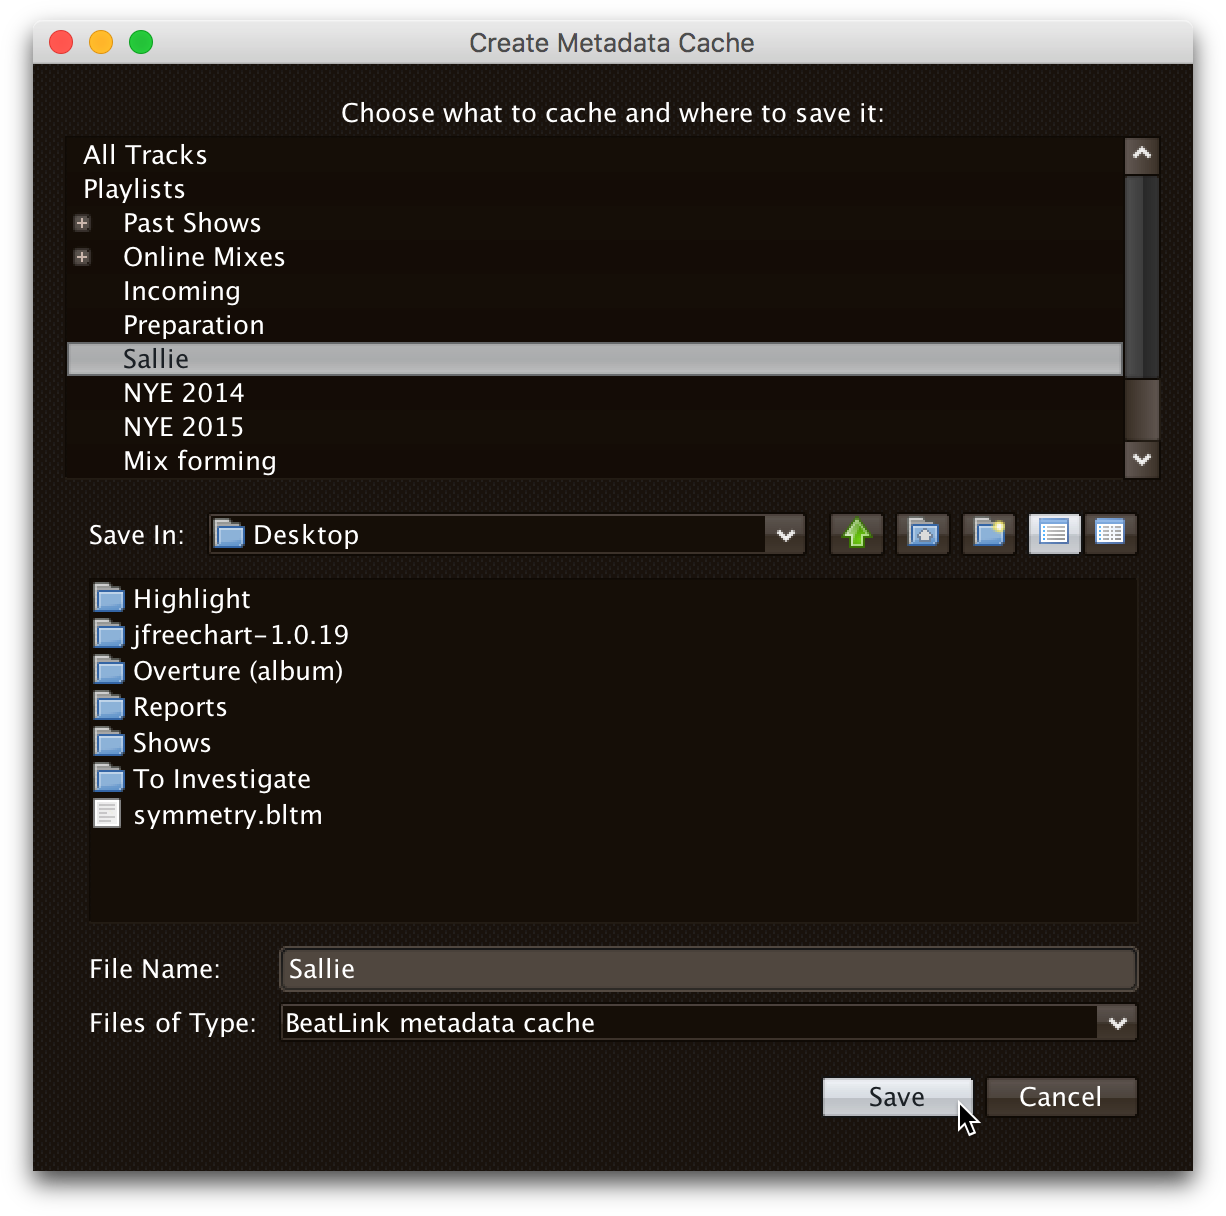 Create Metadata Cache
Choose what to cache and where to save it:
All Tracks
Playlists
Past Shows
Online Mixes
Incoming
Preparation
Sallie
NYE 2014
NYE 2015
Mix forming
Save In: Desktop
Highlight
jfreechart-1.0.19
Overture (album)
Reports
Shows
To Investigate
symmetry.bltm
File Name: Sallie
Files of Type: BeatLink metadata cache
Save Cancel